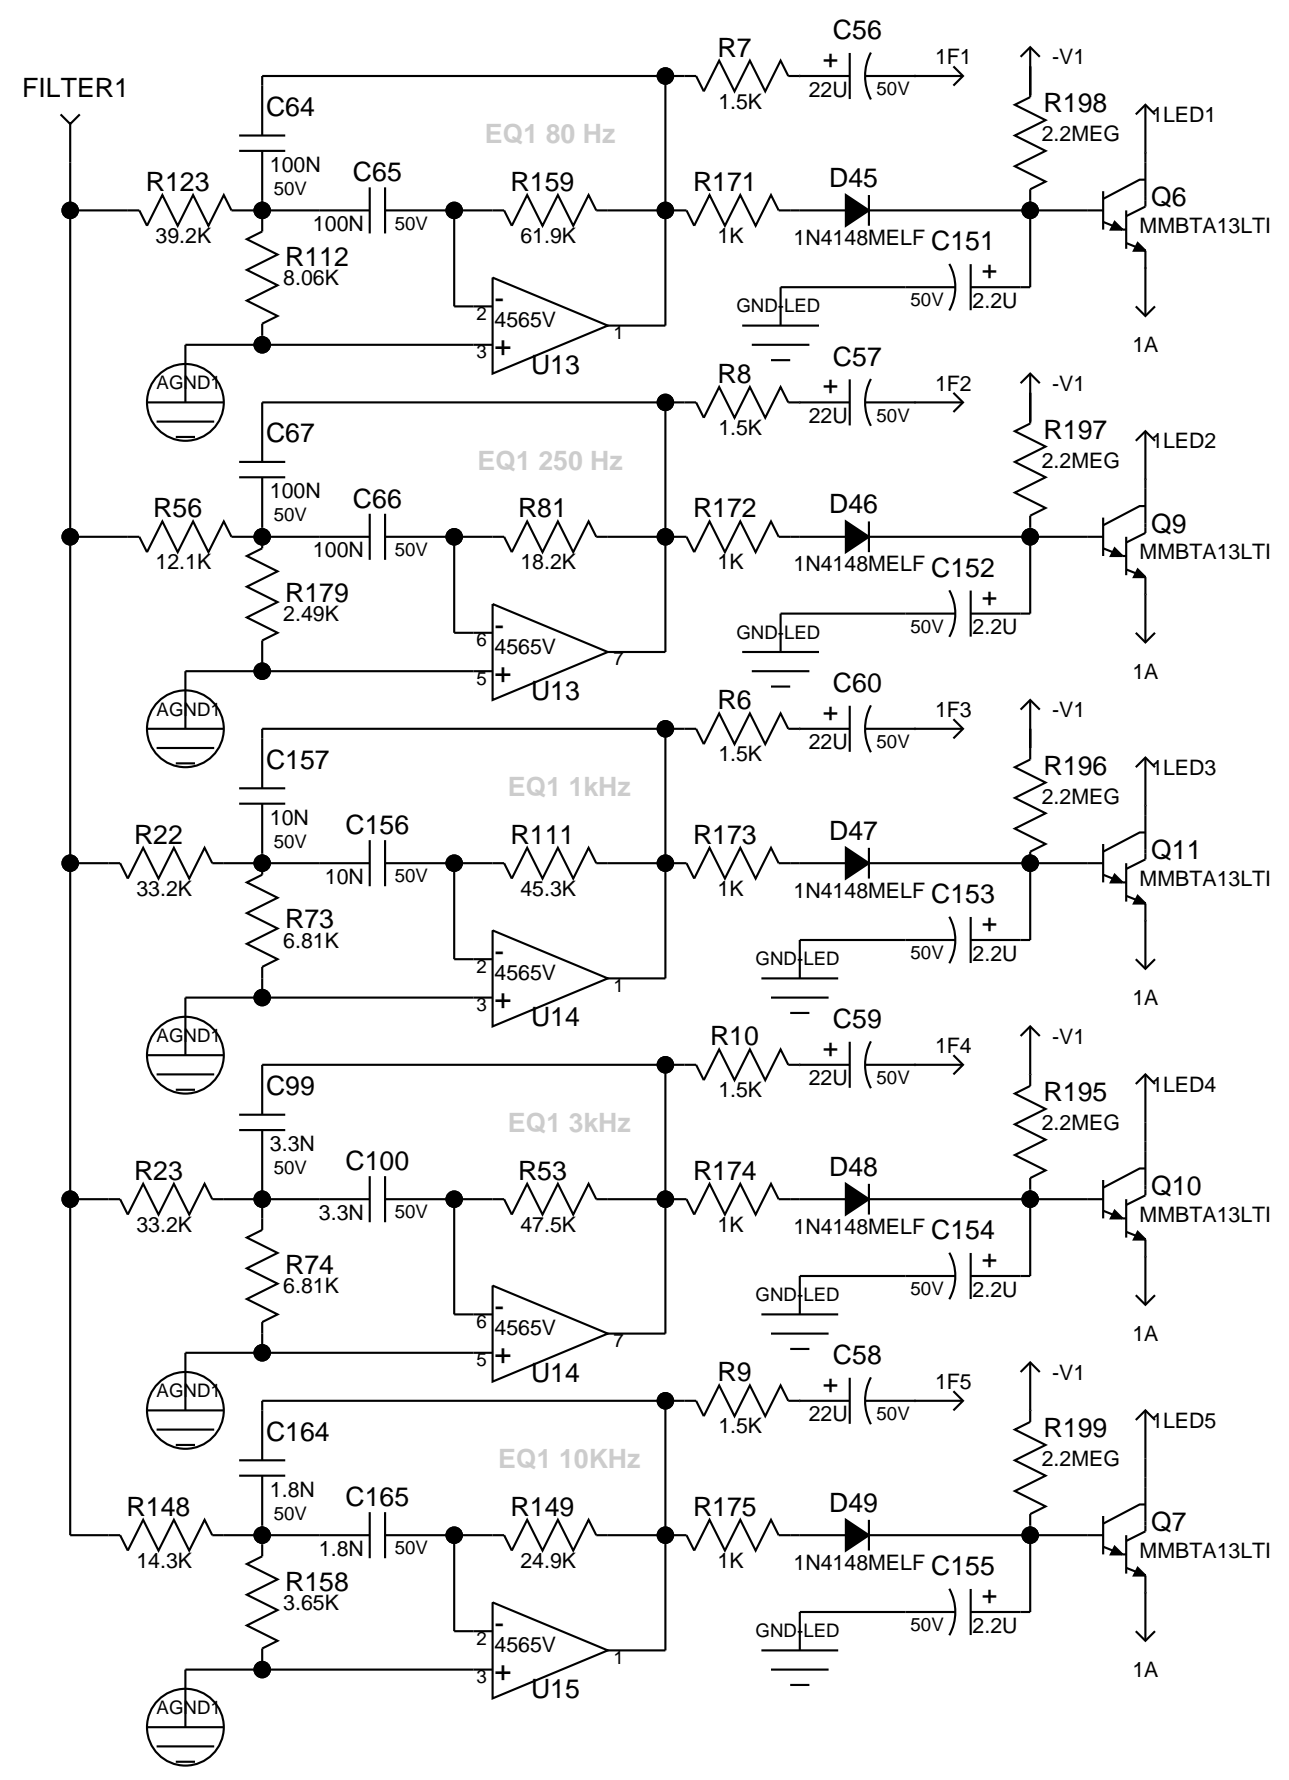 FILTER1
C64
100N
50V
R123
39.2K
R112
8.06K
C65
100N
50V
EQ1 80 Hz
R159
61.9K
2
3
-
+
4565V
1
U13
AGND1
R7
1.5K
C56
+
22U
50V
1F1
R171
1K
D45
1N4148MELF
C151
+
50V
2.2U
GND-LED
-V1
R198
2.2MEG
1LED1
Q6
MMBTA13LTI
1A
C67
100N
50V
R56
12.1K
R179
2.49K
C66
100N
50V
EQ1 250 Hz
R81
18.2K
6
5
-
+
4565V
7
U13
AGND1
R8
1.5K
C57
+
22U
50V
1F2
R172
1K
D46
1N4148MELF
C152
+
50V
2.2U
GND-LED
-V1
R197
2.2MEG
1LED2
Q9
MMBTA13LTI
1A
C157
10N
50V
R22
33.2K
R73
6.81K
C156
10N
50V
EQ1 1kHz
R111
45.3K
2
3
-
+
4565V
1
U14
AGND1
R6
1.5K
C60
+
22U
50V
1F3
R173
1K
D47
1N4148MELF
C153
+
50V
2.2U
GND-LED
-V1
R196
2.2MEG
1LED3
Q11
MMBTA13LTI
1A
C99
3.3N
50V
R23
33.2K
R74
6.81K
C100
3.3N
50V
EQ1 3kHz
R53
47.5K
6
5
-
+
4565V
7
U14
AGND1
R10
1.5K
C59
+
22U
50V
1F4
R174
1K
D48
1N4148MELF
C154
+
50V
2.2U
GND-LED
-V1
R195
2.2MEG
1LED4
Q10
MMBTA13LTI
1A
C164
1.8N
50V
R148
14.3K
R158
3.65K
C165
1.8N
50V
EQ1 10KHz
R149
24.9K
2
3
-
+
4565V
1
U15
AGND1
R9
1.5K
C58
+
22U
50V
1F5
R175
1K
D49
1N4148MELF
C155
+
50V
2.2U
GND-LED
-V1
R199
2.2MEG
1LED5
Q7
MMBTA13LTI
1A